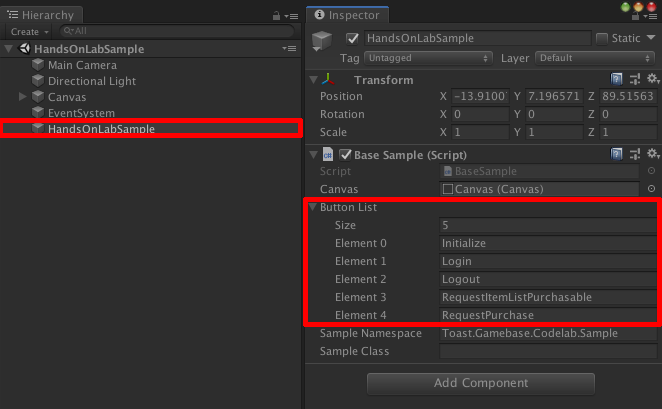 Hierarchy
Create
All
HandsOnLabSample
Main Camera
Directional Light
Canvas
EventSystem
HandsOnLabSample
Inspector
HandsOnLabSample
Static
Tag Untagged Layer Default
Transform
Position X -13.9100 Y 7.196571 Z 89.51563
Rotation X 0 Y 0 Z 0
Scale X 1 Y 1 Z 1
Base Sample (Script)
Script BaseSample
Canvas Canvas (Canvas)
Button List
Size 5
Element 0 Initialize
Element 1 Login
Element 2 Logout
Element 3 RequestItemListPurchasable
Element 4 RequestPurchase
Sample Namespace Toast.Gamebase.Codelab.Sample
Sample Class
Add Component